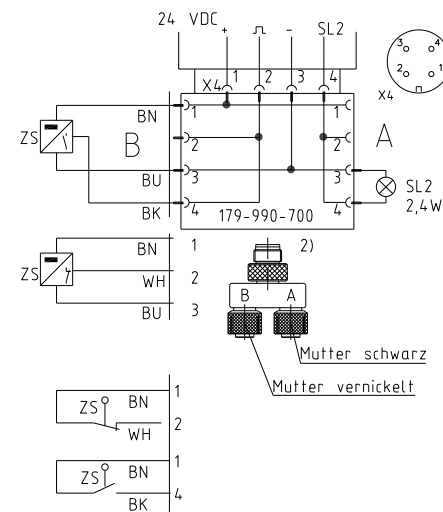 24 VDC
+ ⎍ - SL2
X4 1 2 3 4
3 4
2 1
X4
BN 1 1
ZS B 2 2 A
BU 3 3
SL2
2,4W
BK 4 4
179-990-700
BN 1
ZS WH 2
BU 3
2)
B A
Mutter schwarz
Mutter vernickelt
1
ZS BN
2
WH
1
ZS BN
4
BK